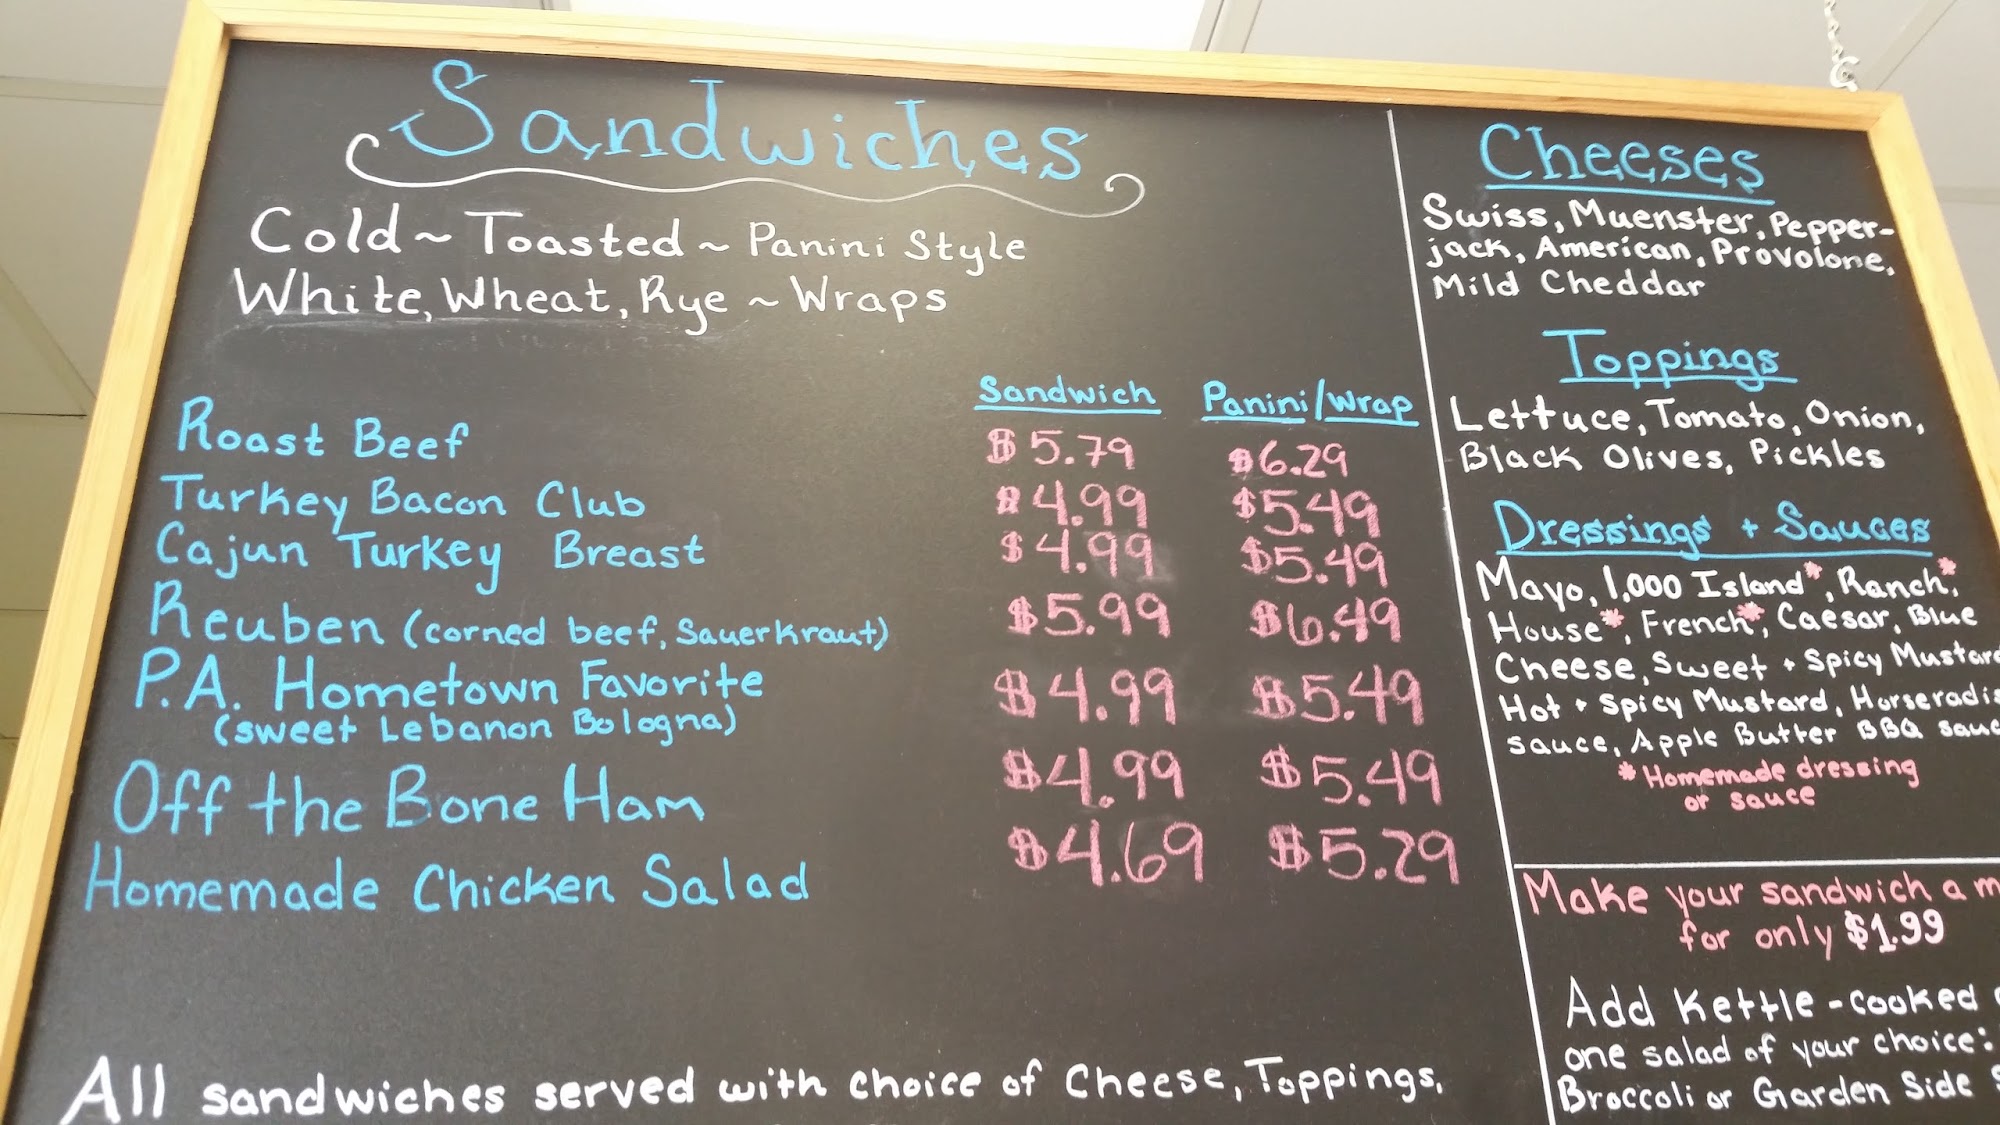 Sandwiches
Cold ~ Toasted ~ Panini Style
White, Wheat, Rye ~ Wraps
Sandwich Panini/Wrap
Roast Beef $5.79 $6.29
Turkey Bacon Club $4.99 $5.49
Cajun Turkey Breast $4.99 $5.49
Reuben (corned beef, Sauerkraut) $5.99 $6.49
P.A. Hometown Favorite $4.99 $5.49
(sweet Lebanon Bologna)
Off the Bone Ham $4.99 $5.49
Homemade Chicken Salad $4.69 $5.29
All sandwiches served with choice of Cheese, Toppings,
Cheeses
Swiss, Muenster, Pepper-
jack, American, Provolone,
Mild Cheddar
Toppings
Lettuce, Tomato, Onion,
Black Olives, Pickles
Dressings + Sauces
Mayo, 1,000 Island*, Ranch*,
House*, French*, Caesar, Blue
Cheese, Sweet + Spicy Mustard
Hot + Spicy Mustard, Horseradis
sauce, Apple Butter BBQ sauc
*Homemade dressing
or sauce
Make your sandwich a m
for only $1.99
Add Kettle-cooked
one salad of your choice:
Broccoli or Garden Side